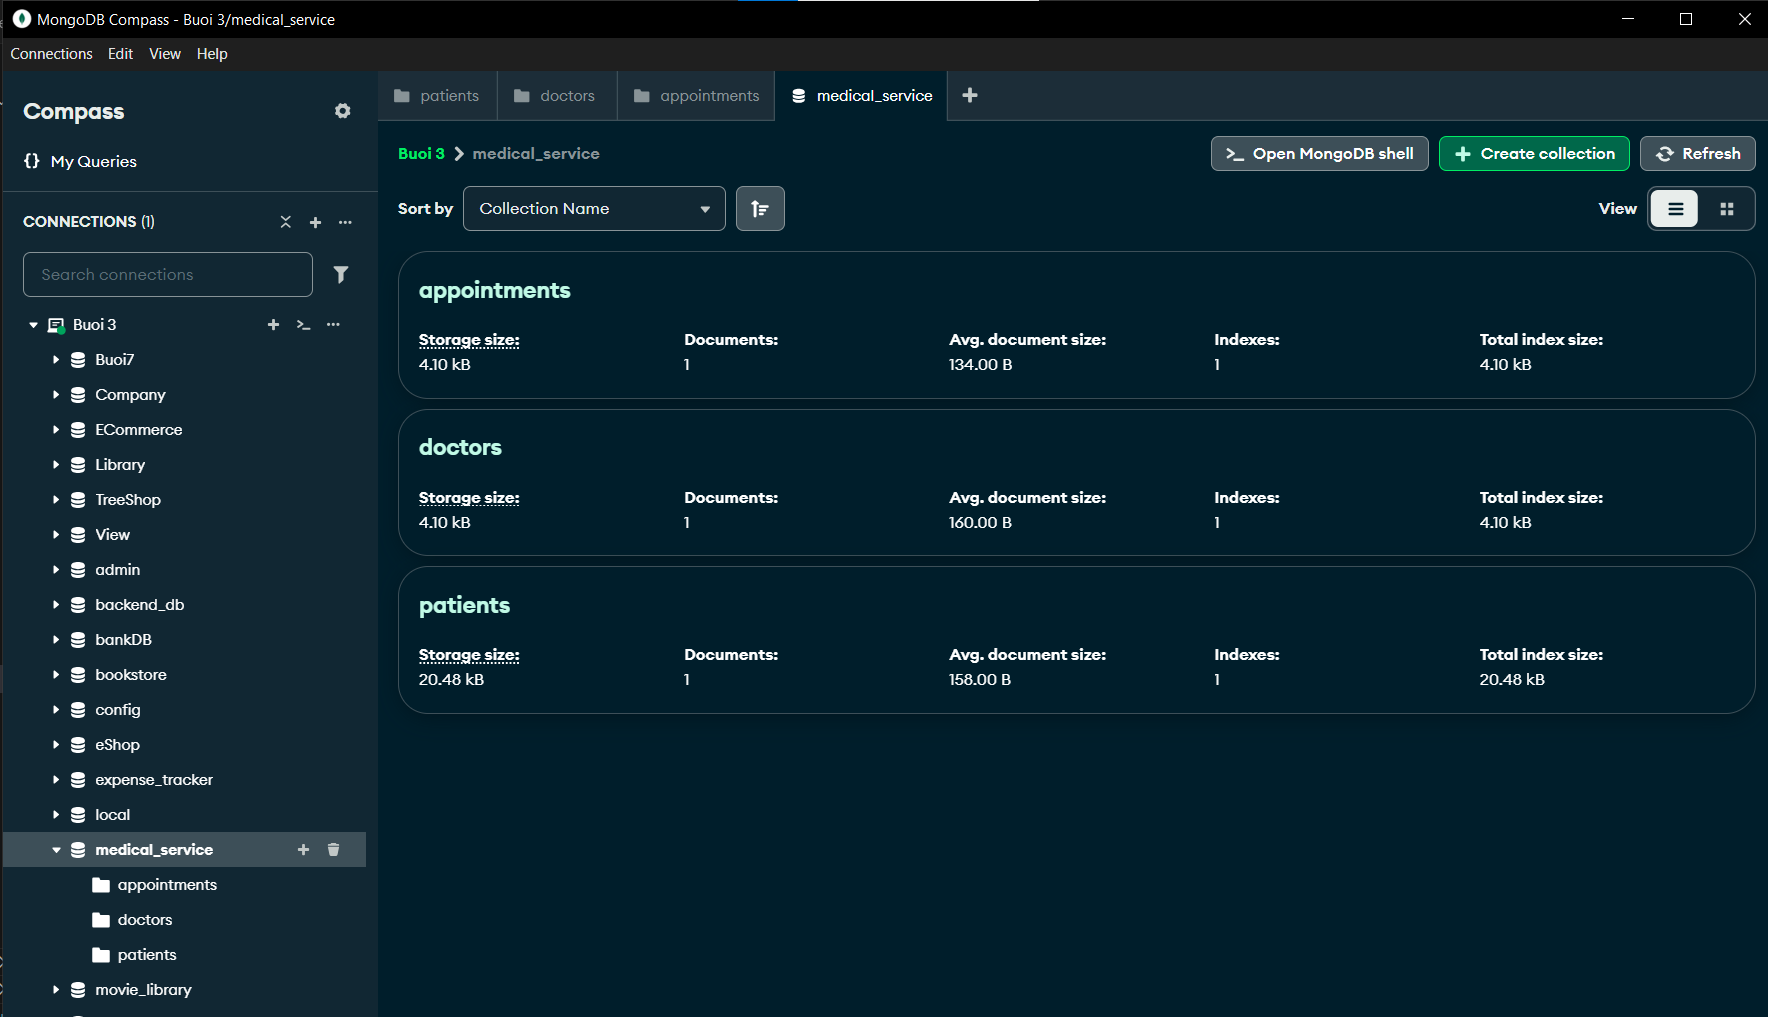 MongoDB Compass - Buoi 3/medical_service
Connections Edit View Help
Compass
{} My Queries
CONNECTIONS (1)
Search connections
Buoi 3
Buoi7
Company
ECommerce
Library
TreeShop
View
admin
backend_db
bankDB
bookstore
config
eShop
expense_tracker
local
medical_service
appointments
doctors
patients
movie_library
patients doctors appointments medical_service
Buoi 3 > medical_service
>_ Open MongoDB shell + Create collection Refresh
Sort by Collection Name View
appointments
Storage size: Documents: Avg. document size: Indexes: Total index size:
4.10 kB 1 134.00 B 1 4.10 kB
doctors
Storage size: Documents: Avg. document size: Indexes: Total index size:
4.10 kB 1 160.00 B 1 4.10 kB
patients
Storage size: Documents: Avg. document size: Indexes: Total index size:
20.48 kB 1 158.00 B 1 20.48 kB